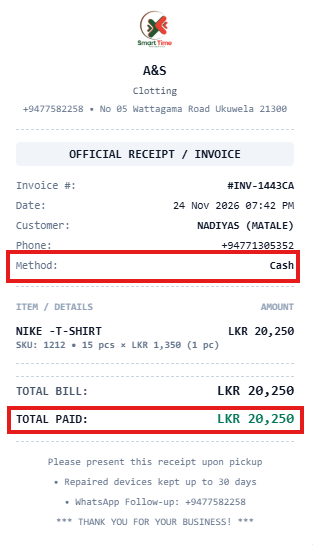 Smart Time
A&S
Clotting
+9477582258 • No 05 Wattagama Road Ukuwela 21300
OFFICIAL RECEIPT / INVOICE
Invoice #: #INV-1443CA
Date: 24 Nov 2026 07:42 PM
Customer: NADIYAS (MATALE)
Phone: +94771305352
Method: Cash
ITEM / DETAILS AMOUNT
NIKE -T-SHIRT LKR 20,250
SKU: 1212 • 15 pcs × LKR 1,350 (1 pc)
TOTAL BILL: LKR 20,250
TOTAL PAID: LKR 20,250
Please present this receipt upon pickup
• Repaired devices kept up to 30 days
• WhatsApp Follow-up: +9477582258
*** THANK YOU FOR YOUR BUSINESS! ***